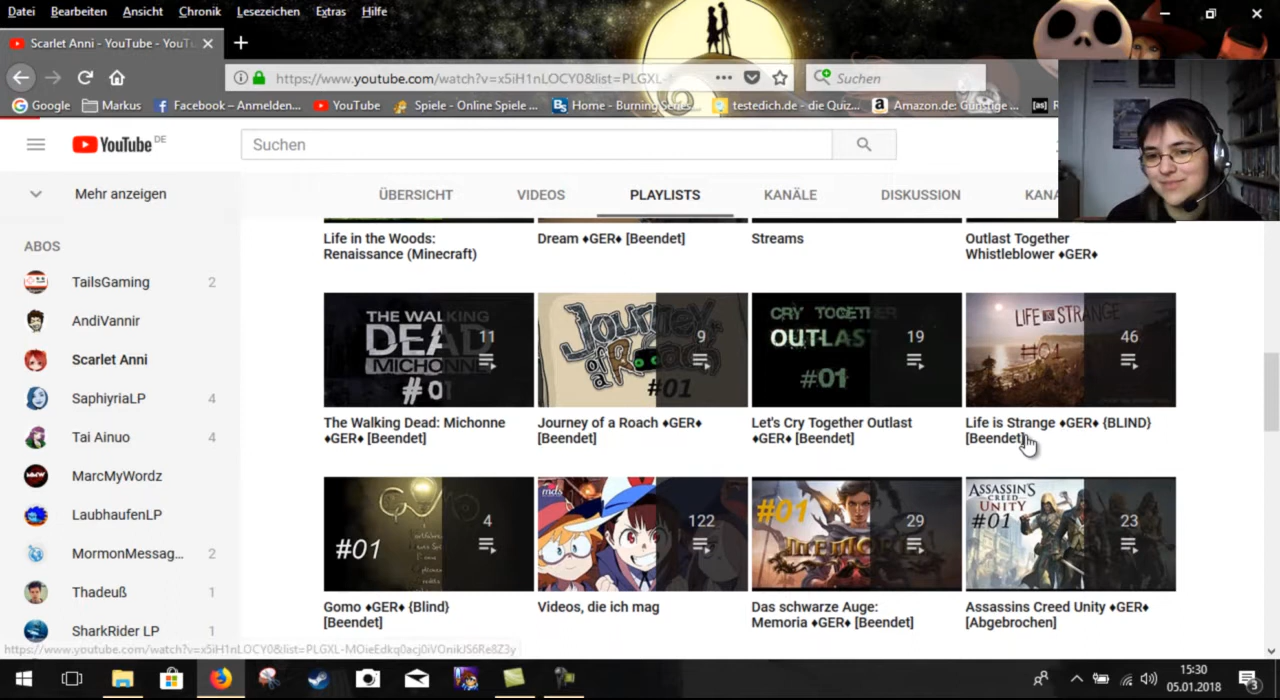 Datei Bearbeiten Ansicht Chronik Lesezeichen Extras Hilfe
Scarlet Anni - YouTube - YouTu
https://www.youtube.com/watch?v=x5iH1nLOCY0&list=PLGXL-
Suchen
Google Markus Facebook – Anmelden... YouTube Spiele - Online Spiele ... Home - Burning Series... testedich.de - die Quiz... Amazon.de: Günstige ...
YouTube DE
Suchen
Mehr anzeigen
ÜBERSICHT VIDEOS PLAYLISTS KANÄLE DISKUSSION KANA
ABOS
TailsGaming 2
AndiVannir
Scarlet Anni
SaphiyriaLP 4
Tai Ainuo 4
MarcMyWordz
LaubhaufenLP
MormonMessag... 2
Thadeuß 1
SharkRider LP 1
Life in the Woods:
Renaissance (Minecraft)
Dream ♦GER♦ [Beendet]
Streams
Outlast Together
Whistleblower ♦GER♦
THE WALKING
DEAD
MICHONNE
#01
11
Journey
of a Roach
#01
9
CRY TOGETHER
OUTLAST
#01
19
LIFE IS STRANGE
#01
46
The Walking Dead: Michonne
♦GER♦ [Beendet]
Journey of a Roach ♦GER♦
[Beendet]
Let's Cry Together Outlast
♦GER♦ [Beendet]
Life is Strange ♦GER♦ {BLIND}
[Beendet]
#01
4
mds
122
#01
MEMORIA
29
ASSASSIN'S
CREED
UNITY
#01
23
Gomo ♦GER♦ {Blind}
[Beendet]
Videos, die ich mag
Das schwarze Auge:
Memoria ♦GER♦ [Beendet]
Assassins Creed Unity ♦GER♦
[Abgebrochen]
https://www.youtube.com/watch?v=x5iH1nLOCY0&list=PLGXL-MOieEdkq0acj0iVOnikJS6Re8Z3y
15:30
05.01.2018
3